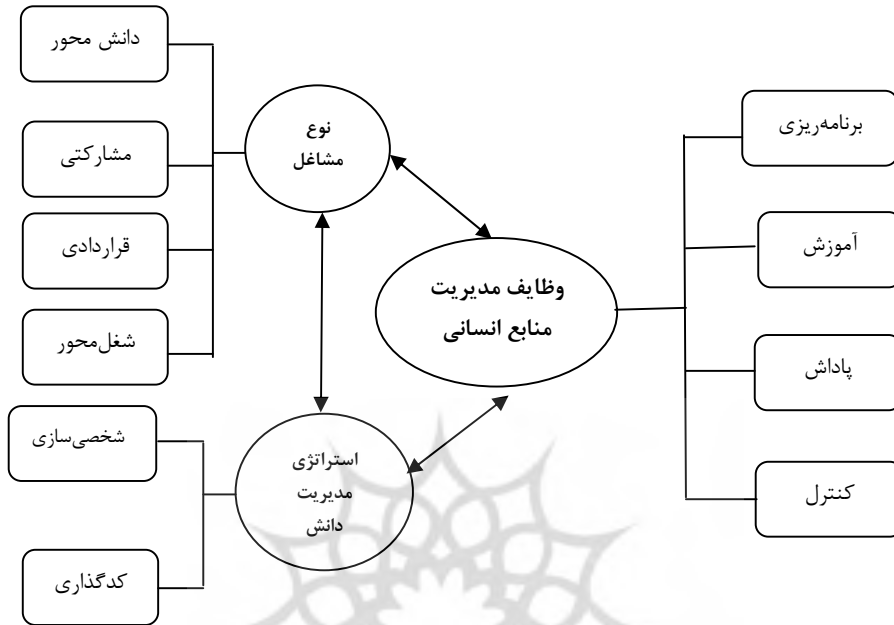 دانش محور
مشارکتی
قراردادی
شغل‌محور
نوع
مشاغل
وظایف مدیریت
منابع انسانی
برنامه‌ریزی
آموزش
پاداش
کنترل
استراتژی
مدیریت
دانش
شخصی‌سازی
کدگذاری